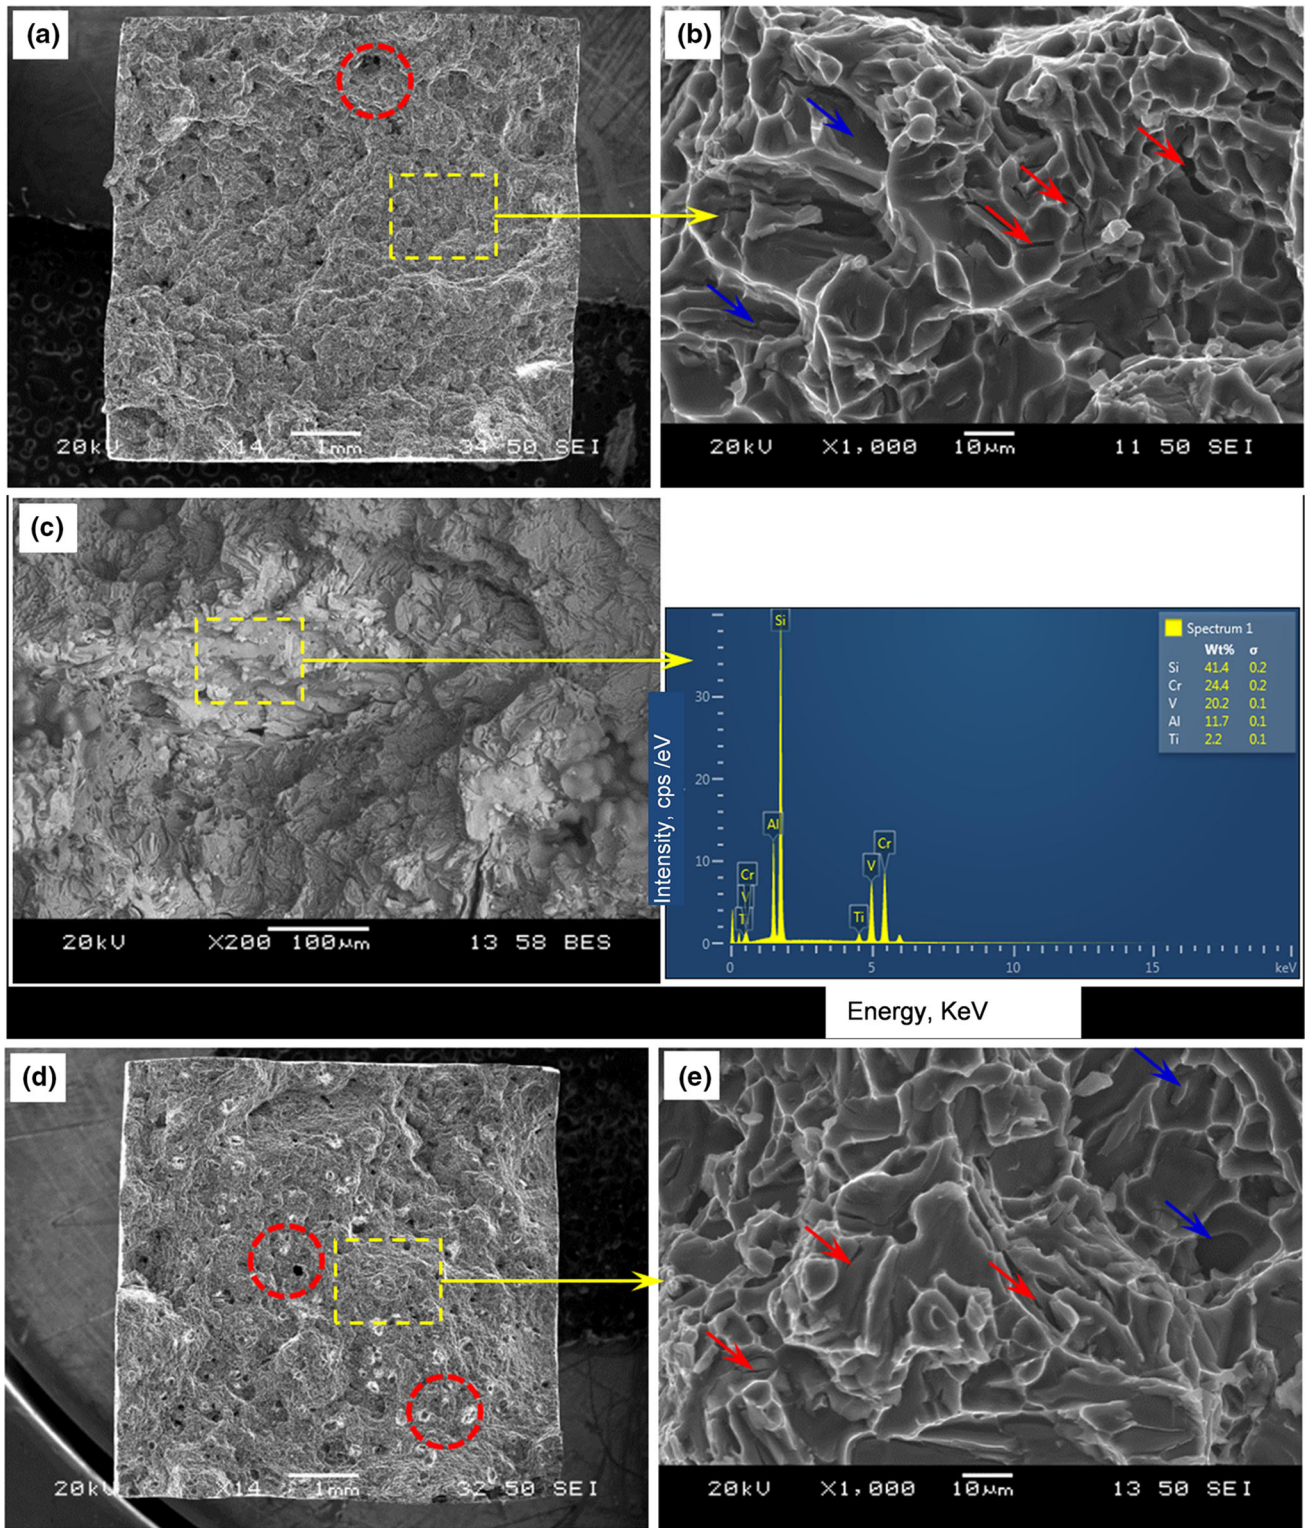 (a)
20kV X14 1mm 34 50 SEI
(b)
20kV X1,000 10µm 11 50 SEI
(c)
20kV X200 100µm 13 58 BES
Intensity, cps /eV
30
20
10
0
Si
Al
Cr
V
Ti
V
Cr
Spectrum 1
Wt% σ
Si 41.4 0.2
Cr 24.4 0.2
V 20.2 0.1
Al 11.7 0.1
Ti 2.2 0.1
0 5 10 15 keV
Energy, KeV
(d)
20kV X14 1mm 32 50 SEI
(e)
20kV X1,000 10µm 13 50 SEI